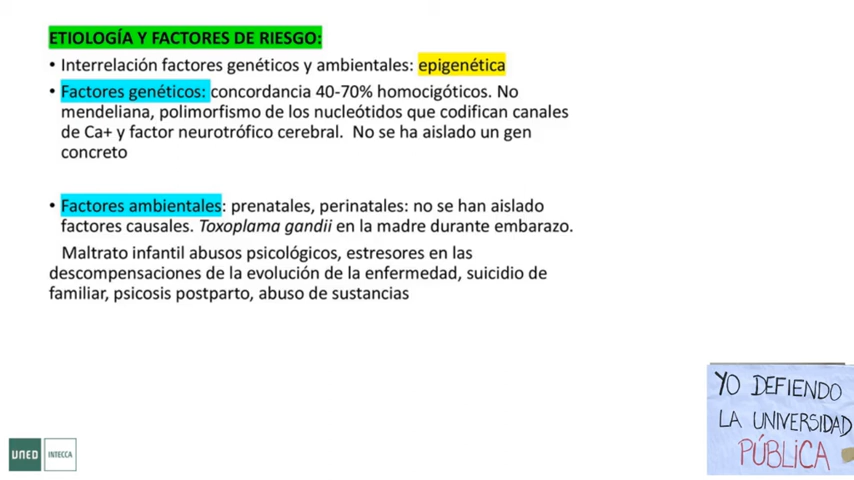 ETIOLOGÍA Y FACTORES DE RIESGO:
• Interrelación factores genéticos y ambientales: epigenética
• Factores genéticos: concordancia 40-70% homocigóticos. No
mendeliana, polimorfismo de los nucleótidos que codifican canales
de Ca+ y factor neurotrófico cerebral. No se ha aislado un gen
concreto
• Factores ambientales: prenatales, perinatales: no se han aislado
factores causales. Toxoplama gandii en la madre durante embarazo.
Maltrato infantil abusos psicológicos, estresores en las
descompensaciones de la evolución de la enfermedad, suicidio de
familiar, psicosis postparto, abuso de sustancias
YO DEFIENDO
LA UNIVERSIDAD
PÚBLICA
UNED INTECCA